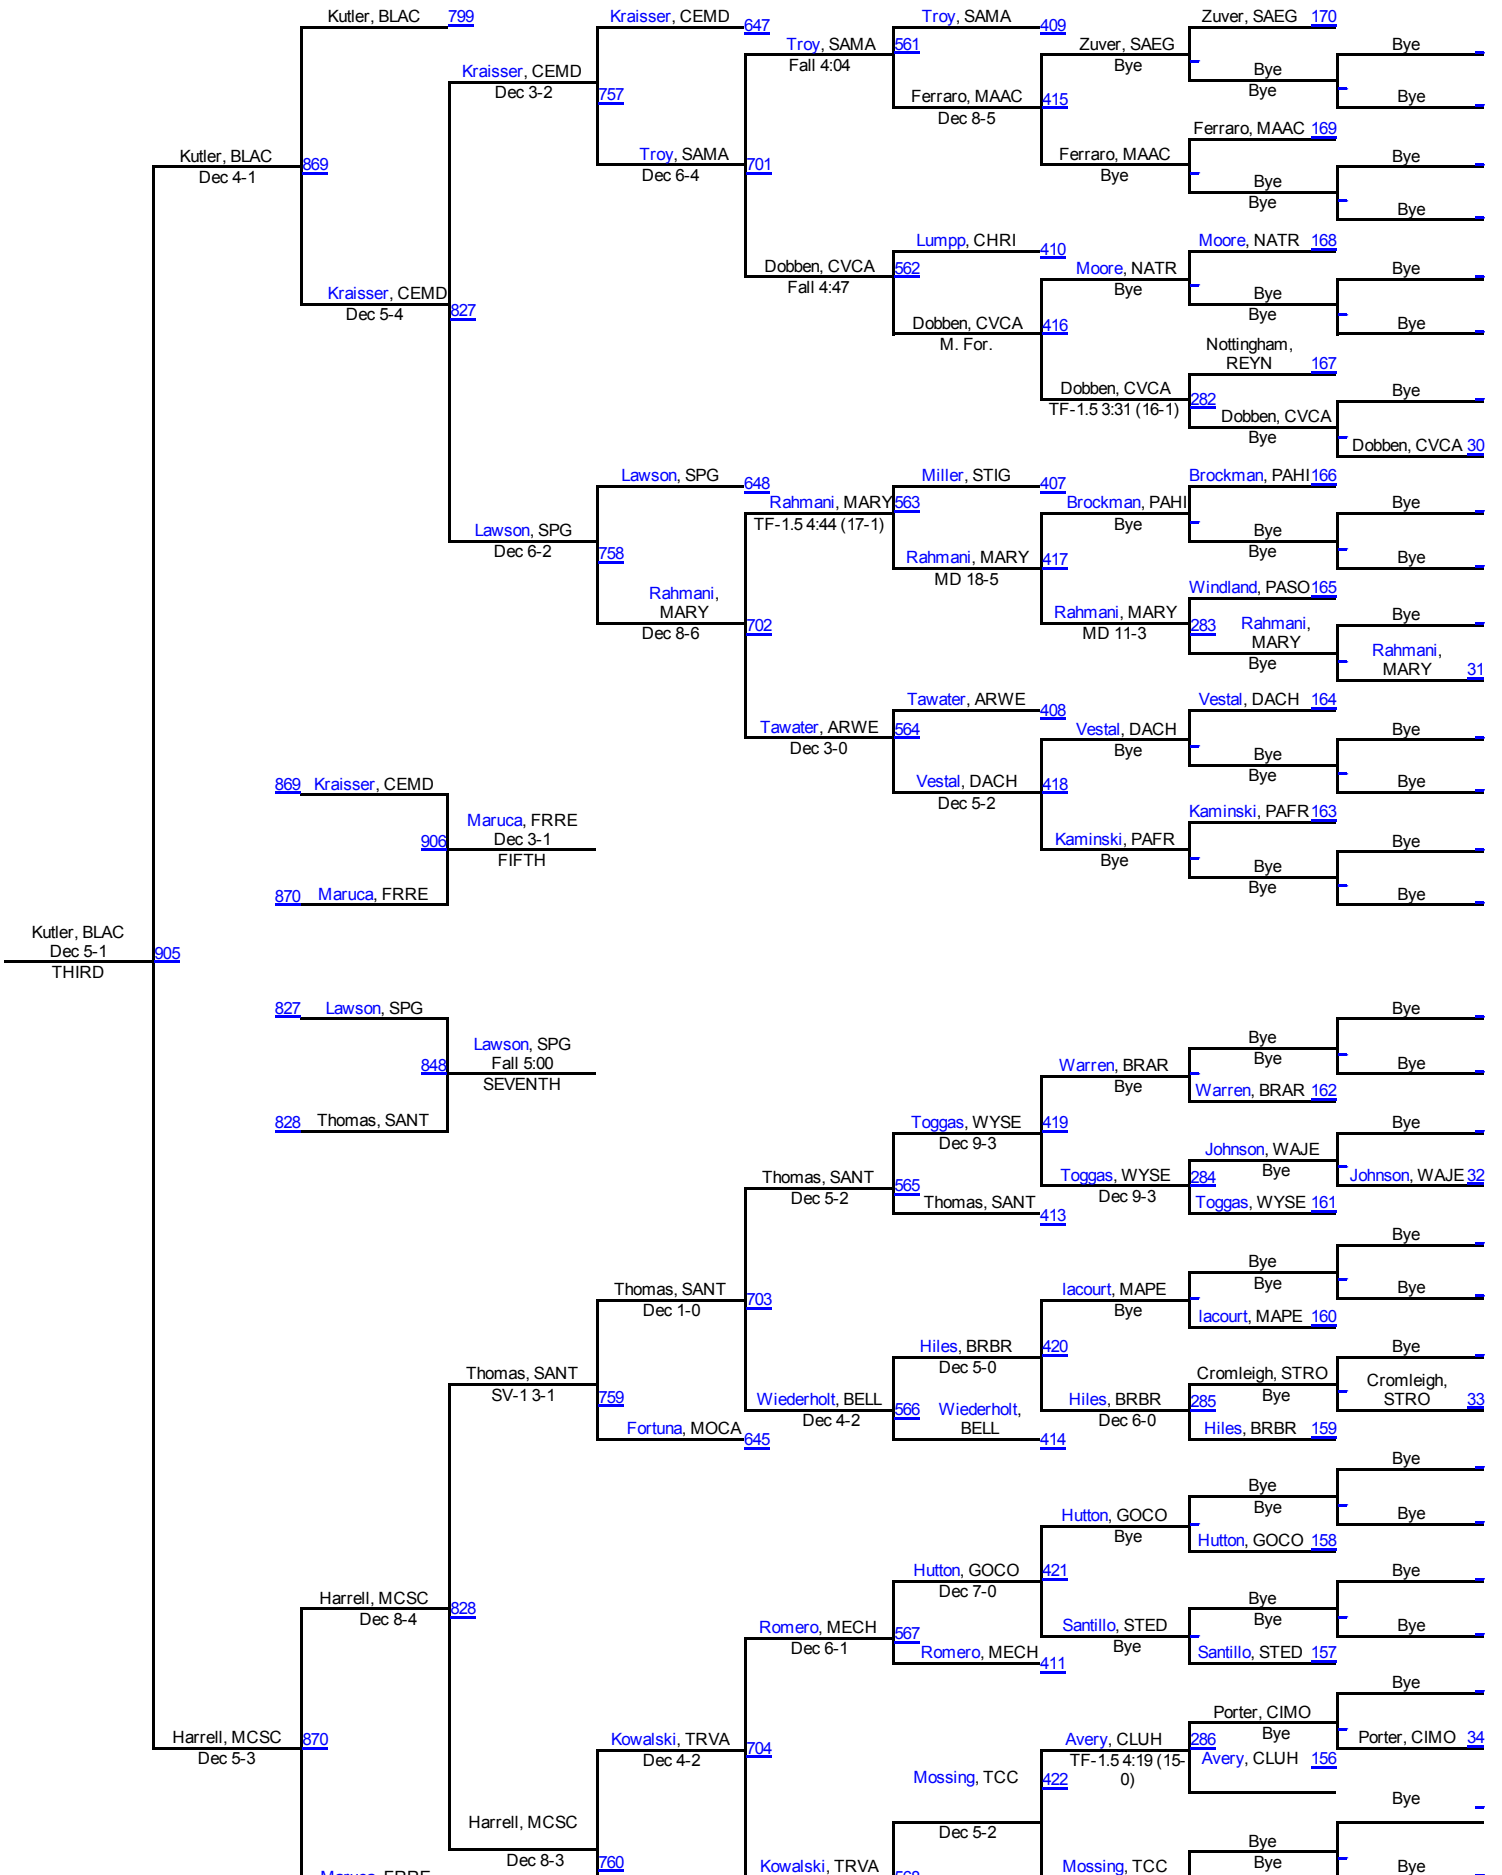 Kutler, BLAC 799
Kraisser, CEMD
647
Troy, SAMA
409
Zuver, SAEG 170
Troy, SAMA
561
Fall 4:04
Zuver, SAEG
Bye
Bye
Bye
Bye
Bye
Kraisser, CEMD
Dec 3-2
757
Ferraro, MAAC
415
Dec 8-5
Ferraro, MAAC 169
Kutler, BLAC
869
Dec 4-1
Troy, SAMA
701
Dec 6-4
Ferraro, MAAC
Bye
Bye
Bye
Bye
Bye
Lumpp, CHRI
410
Moore, NATR 168
Dobben, CVCA
562
Fall 4:47
Moore, NATR
Bye
Bye
Bye
Bye
Bye
Kraisser, CEMD
827
Dec 5-4
Dobben, CVCA
416
M. For.
Nottingham,
REYN 167
Dobben, CVCA
TF-1.5 3:31 (16-1)
282
Bye
Dobben, CVCA
Bye
Dobben, CVCA 30
Lawson, SPG
648
Miller, STIG
407
Brockman, PAHI 166
Rahmani, MARY
563
TF-1.5 4:44 (17-1)
Brockman, PAHI
Bye
Bye
Bye
Bye
Bye
Lawson, SPG
Dec 6-2
758
Rahmani, MARY
417
MD 18-5
Windland, PASO 165
Rahmani,
MARY
Dec 8-6
702
Rahmani, MARY
MD 11-3
283
Rahmani,
MARY
Bye
Bye
Rahmani,
MARY 31
Tawater, ARWE
408
Vestal, DACH 164
Tawater, ARWE
564
Dec 3-0
Vestal, DACH
Bye
Bye
Bye
Bye
Bye
869 Kraisser, CEMD
Vestal, DACH
418
Dec 5-2
Kaminski, PAFR 163
Maruca, FRRE
906 Dec 3-1
FIFTH
Kaminski, PAFR
Bye
Bye
Bye
Bye
Bye
870 Maruca, FRRE
Kutler, BLAC
Dec 5-1
905
THIRD
827 Lawson, SPG
Bye
Lawson, SPG
848 Fall 5:00
SEVENTH
Bye
Bye
Bye
Warren, BRAR
Bye
Warren, BRAR 162
828 Thomas, SANT
Toggas, WYSE
419
Dec 9-3
Bye
Johnson, WAJE
Bye
Johnson, WAJE 32
Thomas, SANT
565
Dec 5-2
Toggas, WYSE
284
Dec 9-3
Toggas, WYSE 161
Thomas, SANT
413
Bye
Bye
Bye
Bye
Thomas, SANT
703
Dec 1-0
Iacourt, MAPE
Bye
Iacourt, MAPE 160
Hiles, BRBR
420
Dec 5-0
Bye
Thomas, SANT
SV-1 3-1
759
Cromleigh, STRO
Bye
Cromleigh,
STRO 33
Wiederholt, BELL
566
Dec 4-2
Wiederholt,
BELL
414
Hiles, BRBR
285
Dec 6-0
Hiles, BRBR 159
Fortuna, MOCA
645
Bye
Bye
Bye
Bye
Hutton, GOCO
Bye
Hutton, GOCO 158
Hutton, GOCO
421
Dec 7-0
Bye
Harrell, MCSC
828
Dec 8-4
Bye
Bye
Bye
Romero, MECH
567
Dec 6-1
Romero, MECH
411
Santillo, STED
Bye
Santillo, STED 157
Bye
Harrell, MCSC
870
Dec 5-3
Kowalski, TRVA
704
Dec 4-2
Avery, CLUH
286
TF-1.5 4:19 (15-
0)
Porter, CIMO
Bye
Porter, CIMO 34
Avery, CLUH 156
Mossing, TCC
422
Bye
Harrell, MCSC
Dec 5-2
Dec 8-3
760
Kowalski, TRVA
Mossing, TCC
Bye
Bye
Bye